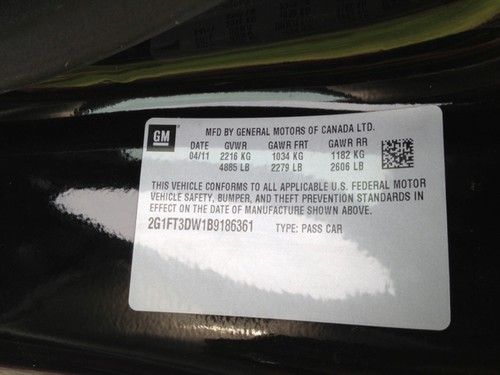 GM
MFD BY GENERAL MOTORS OF CANADA LTD.
DATE GVWR GAWR FRT GAWR RR
04/11 2216 KG 1034 KG 1182 KG
4885 LB 2279 LB 2606 LB
THIS VEHICLE CONFORMS TO ALL APPLICABLE U.S. FEDERAL MOTOR
VEHICLE SAFETY, BUMPER, AND THEFT PREVENTION STANDARDS IN
EFFECT ON THE DATE OF MANUFACTURE SHOWN ABOVE.
2G1FT3DW1B9186361 TYPE: PASS CAR